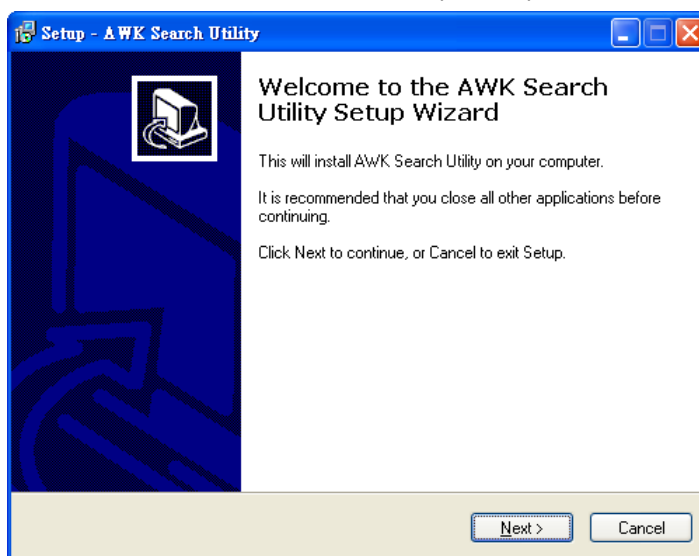 Setup - AWK Search Utility
Welcome to the AWK Search
Utility Setup Wizard
This will install AWK Search Utility on your computer.
It is recommended that you close all other applications before
continuing.
Click Next to continue, or Cancel to exit Setup.
Next >
Cancel